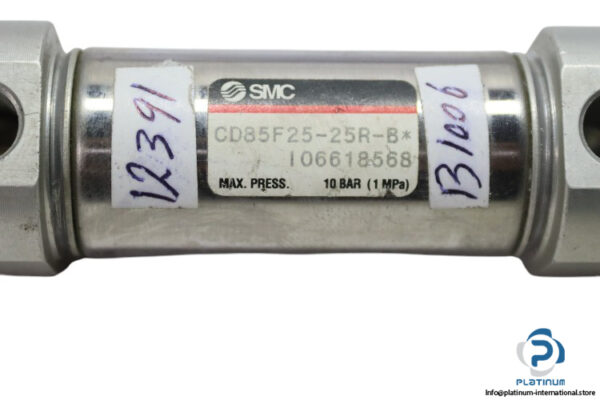 12391
SMC
CD85F25-25R-B*
106618568
MAX. PRESS. 10 BAR (1 MPa)
B1006
PLATINUM
Info@platinum-international.store